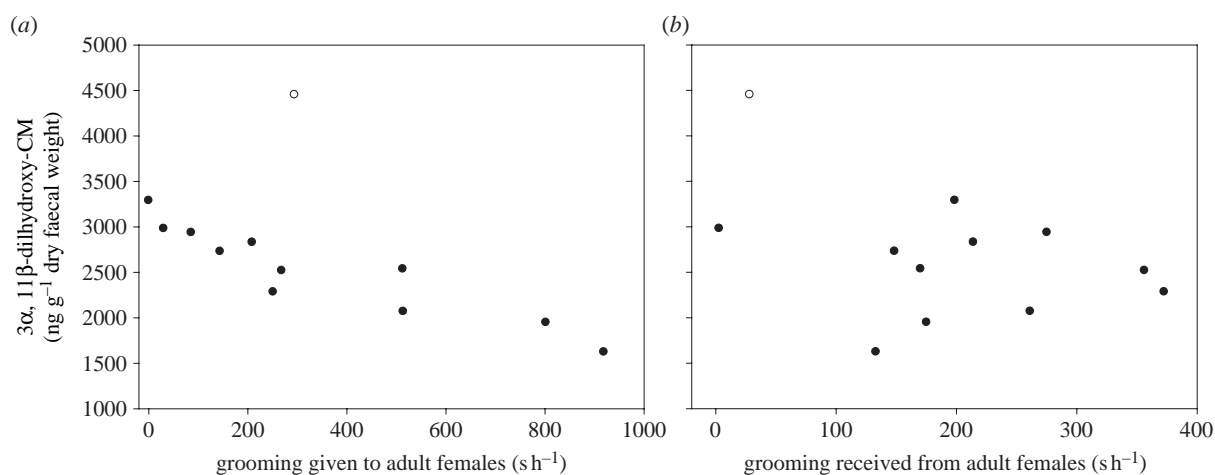 (a)
(b)
5000
4500
4000
3500
3000
2500
2000
1500
1000
3α, 11β-dilhydroxy-CM
(ng g⁻¹ dry faecal weight)
0 200 400 600 800 1000
0 100 200 300 400
grooming given to adult females (s h⁻¹)
grooming received from adult females (s h⁻¹)